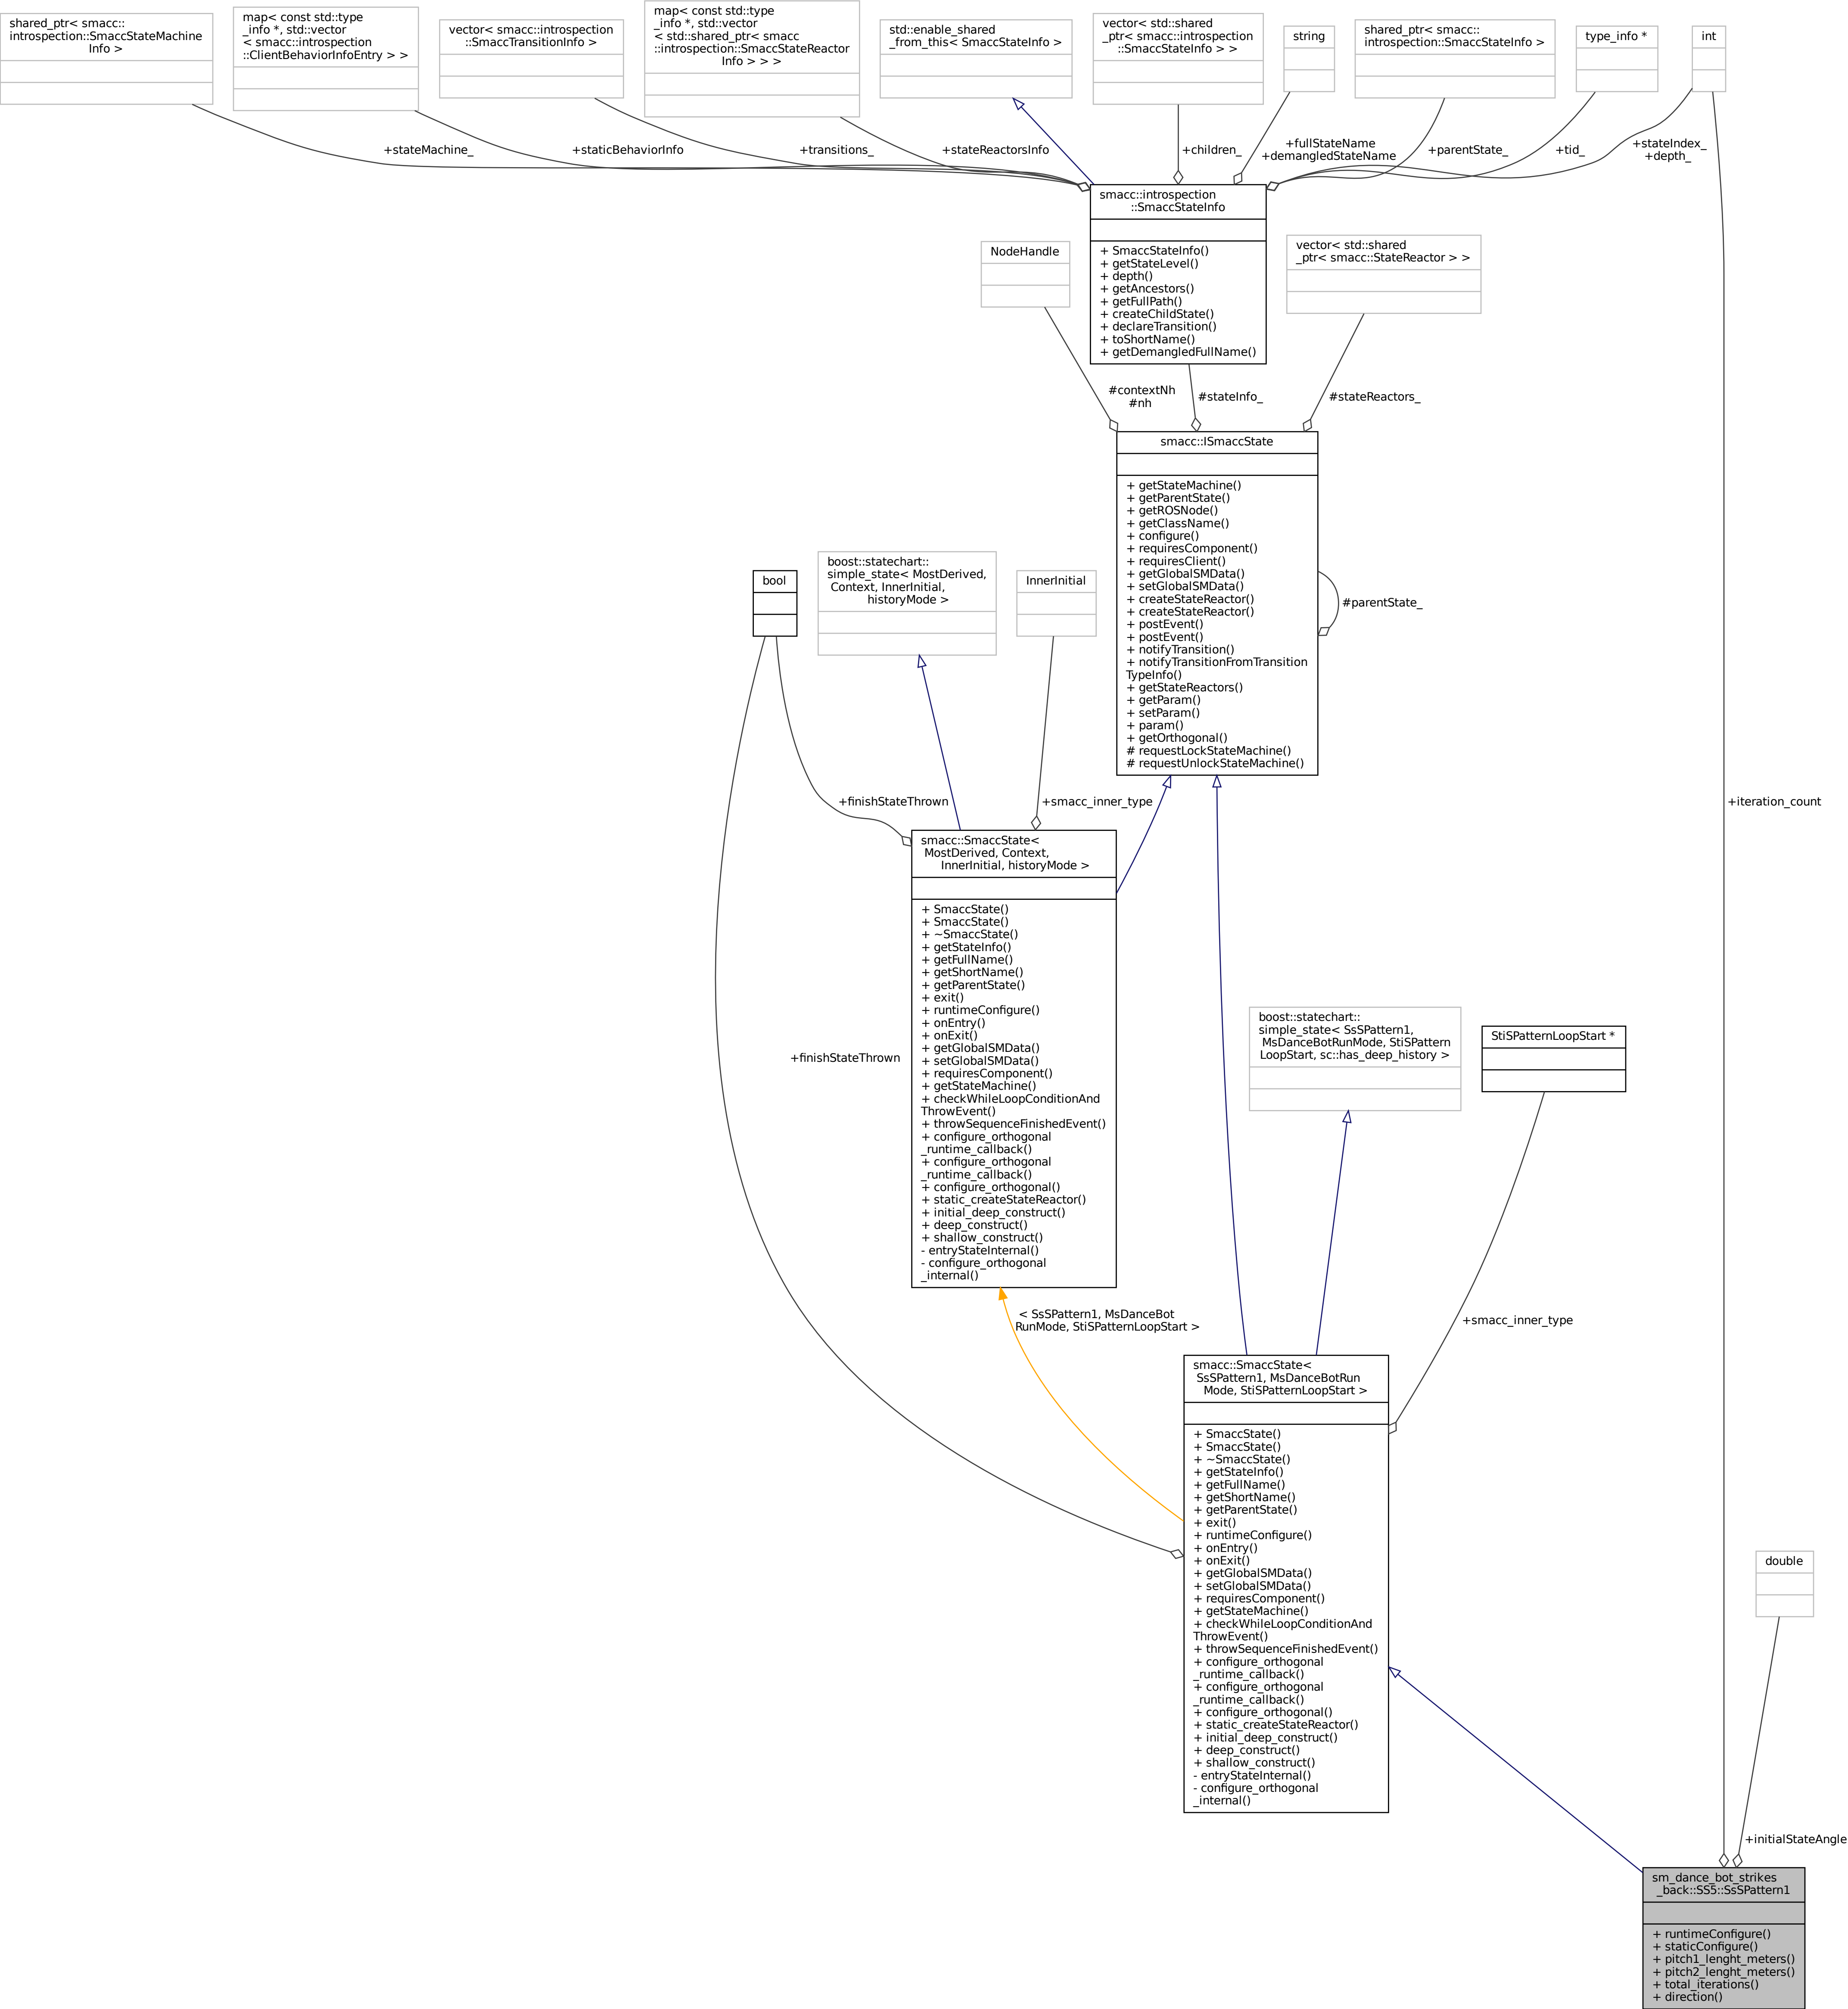 shared_ptr< smacc::
introspection::SmaccStateMachine
Info >
map< const std::type
_info *, std::vector
< smacc::introspection
::ClientBehaviorInfoEntry > >
vector< smacc::introspection
::SmaccTransitionInfo >
map< const std::type
_info *, std::vector
< std::shared_ptr< smacc
::introspection::SmaccStateReactor
Info > > >
std::enable_shared
_from_this< SmaccStateInfo >
vector< std::shared
_ptr< smacc::introspection
::SmaccStateInfo > >
string
shared_ptr< smacc::
introspection::SmaccStateInfo >
type_info *
int
+stateMachine_
+staticBehaviorInfo
+transitions_
+stateReactorsInfo
+children_
+fullStateName
+demangledStateName
+parentState_
+tid_
+stateIndex_
+depth_
smacc::introspection
::SmaccStateInfo
+ SmaccStateInfo()
+ getStateLevel()
+ depth()
+ getAncestors()
+ getFullPath()
+ createChildState()
+ declareTransition()
+ toShortName()
+ getDemangledFullName()
NodeHandle
vector< std::shared
_ptr< smacc::StateReactor > >
#contextNh
#nh
#stateInfo_
#stateReactors_
smacc::ISmaccState
+ getStateMachine()
+ getParentState()
+ getROSNode()
+ getClassName()
+ configure()
+ requiresComponent()
+ requiresClient()
+ getGlobalSMData()
+ setGlobalSMData()
+ createStateReactor()
+ createStateReactor()
+ postEvent()
+ postEvent()
+ notifyTransition()
+ notifyTransitionFromTransition
TypeInfo()
+ getStateReactors()
+ getParam()
+ setParam()
+ param()
+ getOrthogonal()
# requestLockStateMachine()
# requestUnlockStateMachine()
#parentState_
bool
boost::statechart::
simple_state< MostDerived,
Context, InnerInitial,
historyMode >
InnerInitial
+finishStateThrown
+smacc_inner_type
+iteration_count
smacc::SmaccState<
MostDerived, Context,
InnerInitial, historyMode >
+ SmaccState()
+ SmaccState()
+ ~SmaccState()
+ getStateInfo()
+ getFullName()
+ getShortName()
+ getParentState()
+ exit()
+ runtimeConfigure()
+ onEntry()
+ onExit()
+ getGlobalSMData()
+ setGlobalSMData()
+ requiresComponent()
+ getStateMachine()
+ checkWhileLoopConditionAnd
ThrowEvent()
+ throwSequenceFinishedEvent()
+ configure_orthogonal
_runtime_callback()
+ configure_orthogonal
_runtime_callback()
+ configure_orthogonal()
+ static_createStateReactor()
+ initial_deep_construct()
+ deep_construct()
+ shallow_construct()
- entryStateInternal()
- configure_orthogonal
_internal()
+finishStateThrown
boost::statechart::
simple_state< SsSPattern1,
MsDanceBotRunMode, StiSPattern
LoopStart, sc::has_deep_history >
StiSPatternLoopStart *
< SsSPattern1, MsDanceBot
RunMode, StiSPatternLoopStart >
+smacc_inner_type
smacc::SmaccState<
SsSPattern1, MsDanceBotRun
Mode, StiSPatternLoopStart >
+ SmaccState()
+ SmaccState()
+ ~SmaccState()
+ getStateInfo()
+ getFullName()
+ getShortName()
+ getParentState()
+ exit()
+ runtimeConfigure()
+ onEntry()
+ onExit()
+ getGlobalSMData()
+ setGlobalSMData()
+ requiresComponent()
+ getStateMachine()
+ checkWhileLoopConditionAnd
ThrowEvent()
+ throwSequenceFinishedEvent()
+ configure_orthogonal
_runtime_callback()
+ configure_orthogonal
_runtime_callback()
+ configure_orthogonal()
+ static_createStateReactor()
+ initial_deep_construct()
+ deep_construct()
+ shallow_construct()
- entryStateInternal()
- configure_orthogonal
_internal()
double
+initialStateAngle
sm_dance_bot_strikes
_back::SS5::SsSPattern1
+ runtimeConfigure()
+ staticConfigure()
+ pitch1_lenght_meters()
+ pitch2_lenght_meters()
+ total_iterations()
+ direction()